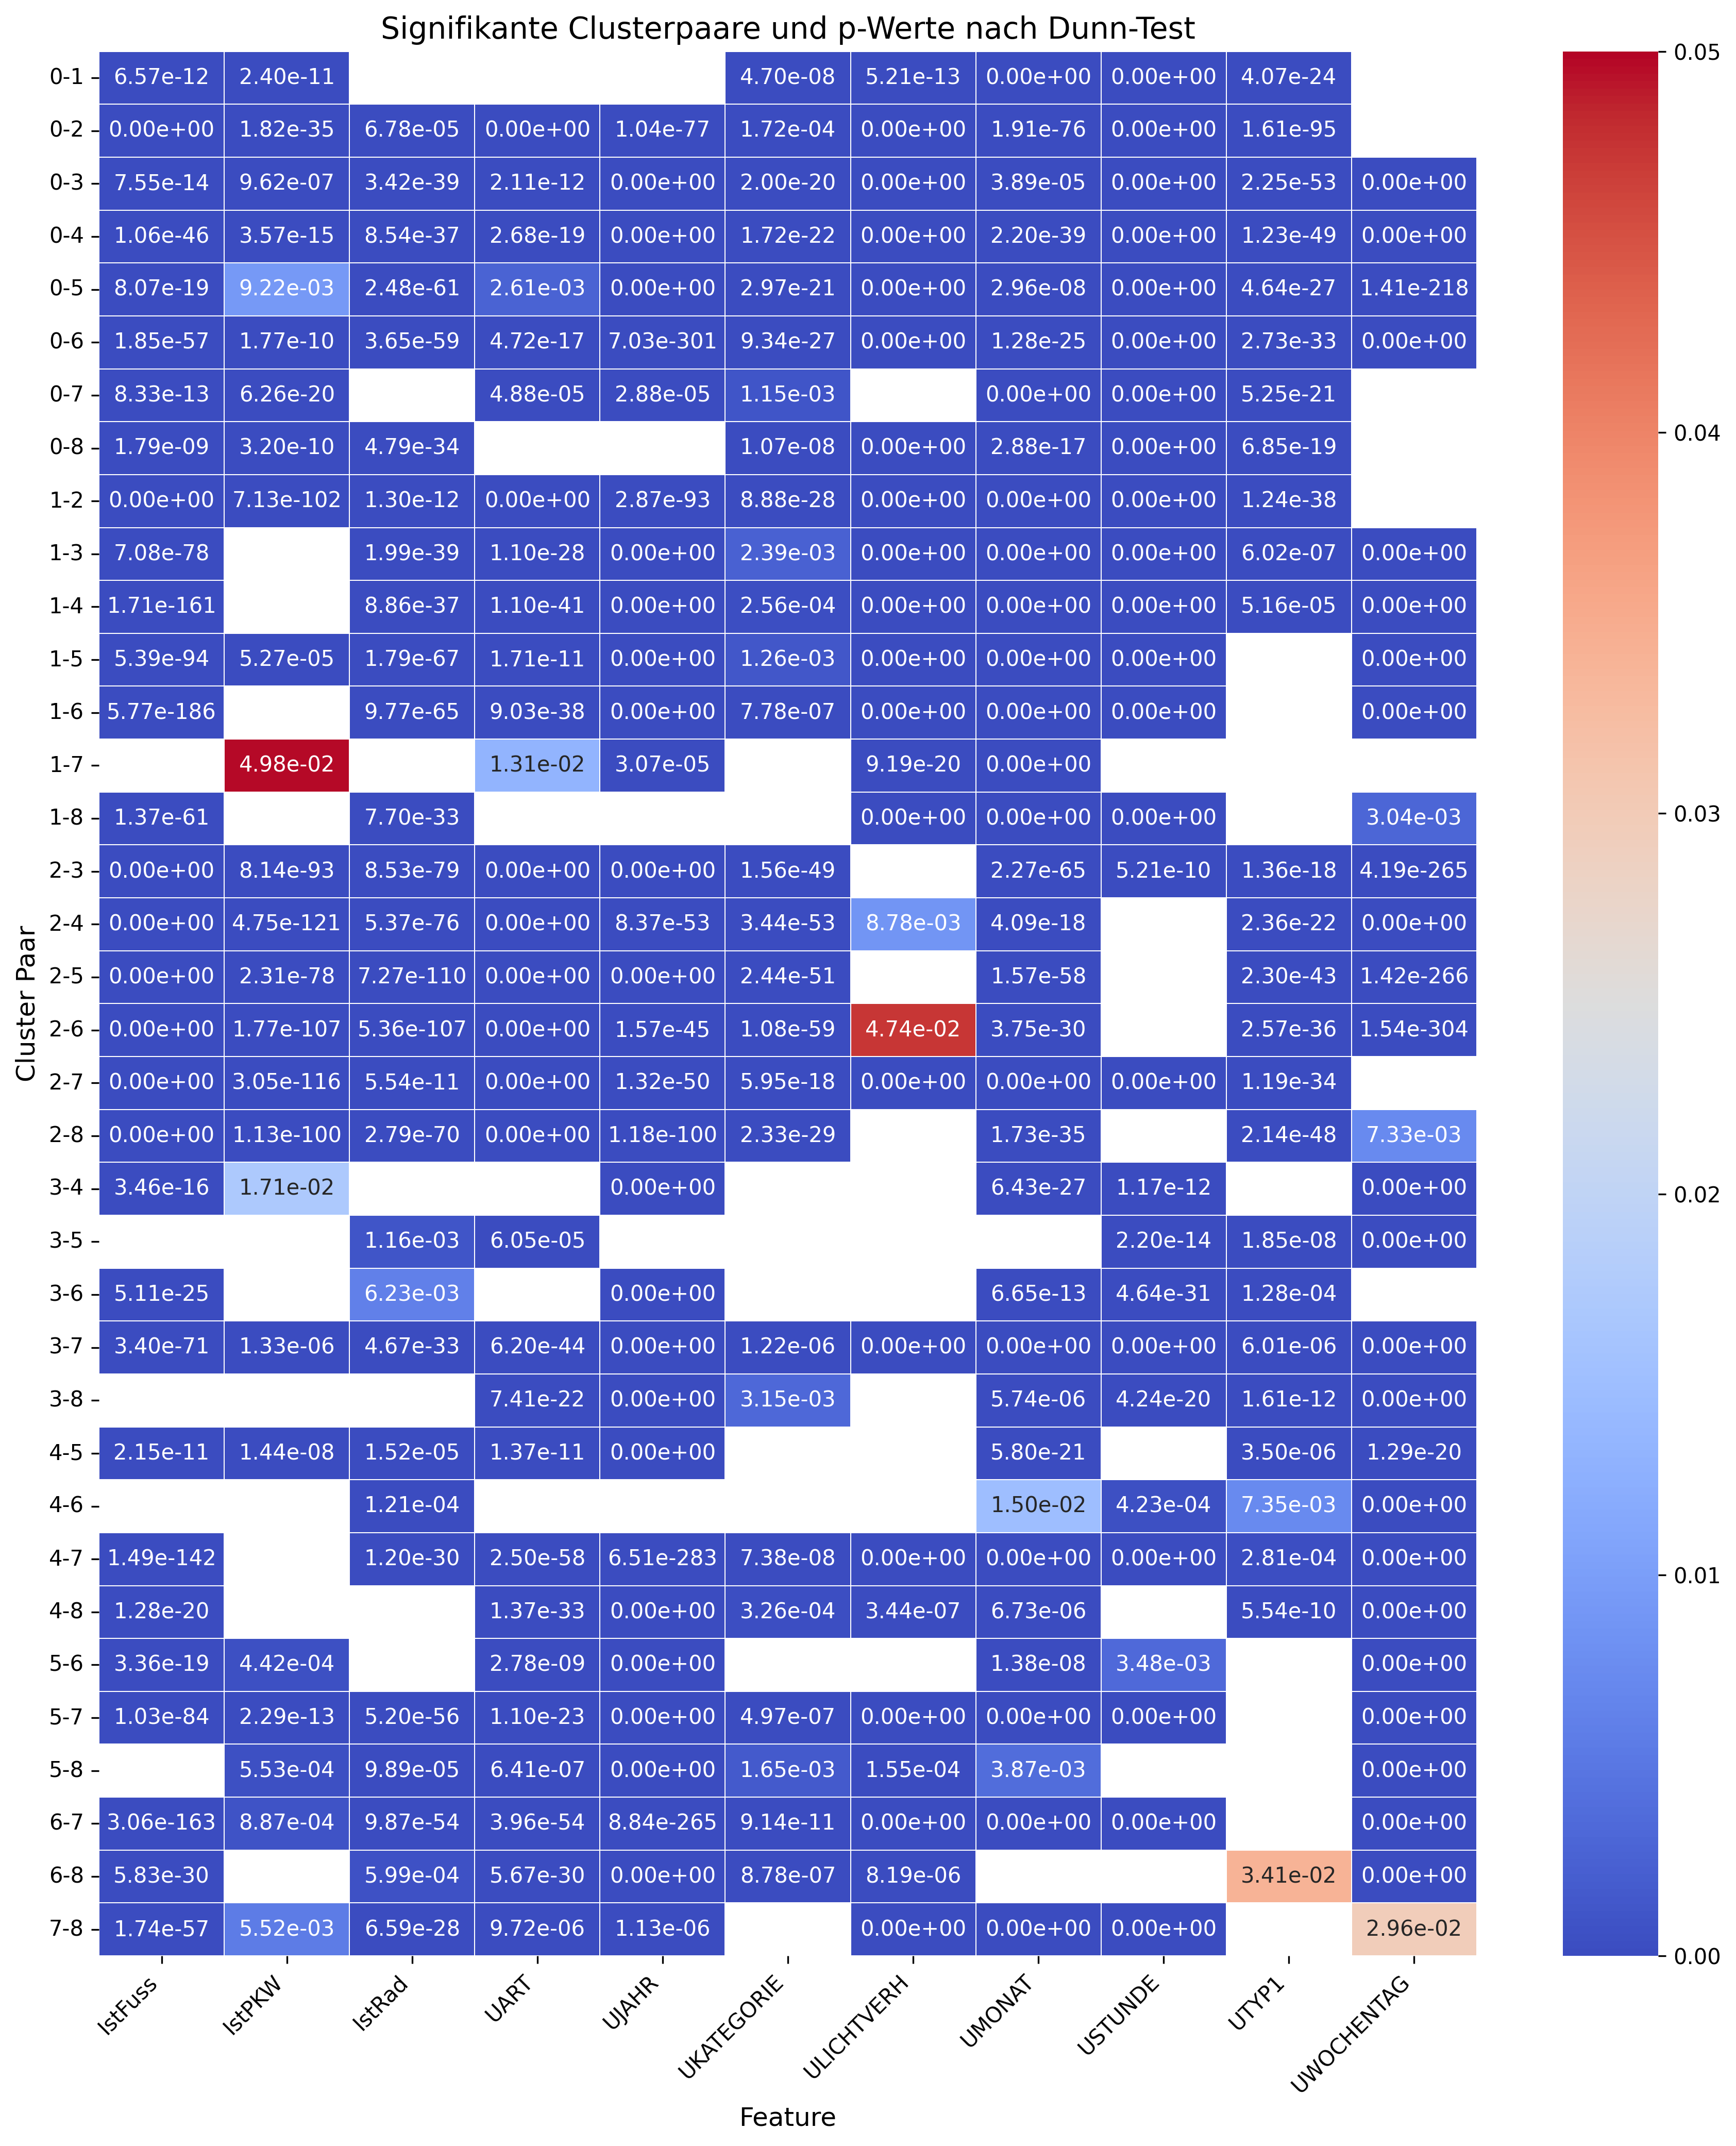 Signifikante Clusterpaare und p-Werte nach Dunn-Test
0-1 6.57e-12 2.40e-11 4.70e-08 5.21e-13 0.00e+00 0.00e+00 4.07e-24
0-2 0.00e+00 1.82e-35 6.78e-05 0.00e+00 1.04e-77 1.72e-04 0.00e+00 1.91e-76 0.00e+00 1.61e-95
0-3 7.55e-14 9.62e-07 3.42e-39 2.11e-12 0.00e+00 2.00e-20 0.00e+00 3.89e-05 0.00e+00 2.25e-53 0.00e+00
0-4 1.06e-46 3.57e-15 8.54e-37 2.68e-19 0.00e+00 1.72e-22 0.00e+00 2.20e-39 0.00e+00 1.23e-49 0.00e+00
0-5 8.07e-19 9.22e-03 2.48e-61 2.61e-03 0.00e+00 2.97e-21 0.00e+00 2.96e-08 0.00e+00 4.64e-27 1.41e-218
0-6 1.85e-57 1.77e-10 3.65e-59 4.72e-17 7.03e-301 9.34e-27 0.00e+00 1.28e-25 0.00e+00 2.73e-33 0.00e+00
0-7 8.33e-13 6.26e-20 4.88e-05 2.88e-05 1.15e-03 0.00e+00 0.00e+00 5.25e-21
0-8 1.79e-09 3.20e-10 4.79e-34 1.07e-08 0.00e+00 2.88e-17 0.00e+00 6.85e-19
1-2 0.00e+00 7.13e-102 1.30e-12 0.00e+00 2.87e-93 8.88e-28 0.00e+00 0.00e+00 0.00e+00 1.24e-38
1-3 7.08e-78 1.99e-39 1.10e-28 0.00e+00 2.39e-03 0.00e+00 0.00e+00 0.00e+00 6.02e-07 0.00e+00
1-4 1.71e-161 8.86e-37 1.10e-41 0.00e+00 2.56e-04 0.00e+00 0.00e+00 0.00e+00 5.16e-05 0.00e+00
1-5 5.39e-94 5.27e-05 1.79e-67 1.71e-11 0.00e+00 1.26e-03 0.00e+00 0.00e+00 0.00e+00 0.00e+00
1-6 5.77e-186 9.77e-65 9.03e-38 0.00e+00 7.78e-07 0.00e+00 0.00e+00 0.00e+00 0.00e+00
1-7 4.98e-02 1.31e-02 3.07e-05 9.19e-20 0.00e+00
1-8 1.37e-61 7.70e-33 0.00e+00 0.00e+00 0.00e+00 3.04e-03
2-3 0.00e+00 8.14e-93 8.53e-79 0.00e+00 0.00e+00 1.56e-49 2.27e-65 5.21e-10 1.36e-18 4.19e-265
2-4 0.00e+00 4.75e-121 5.37e-76 0.00e+00 8.37e-53 3.44e-53 8.78e-03 4.09e-18 2.36e-22 0.00e+00
2-5 0.00e+00 2.31e-78 7.27e-110 0.00e+00 0.00e+00 2.44e-51 1.57e-58 2.30e-43 1.42e-266
2-6 0.00e+00 1.77e-107 5.36e-107 0.00e+00 1.57e-45 1.08e-59 4.74e-02 3.75e-30 2.57e-36 1.54e-304
2-7 0.00e+00 3.05e-116 5.54e-11 0.00e+00 1.32e-50 5.95e-18 0.00e+00 0.00e+00 0.00e+00 1.19e-34
2-8 0.00e+00 1.13e-100 2.79e-70 0.00e+00 1.18e-100 2.33e-29 1.73e-35 2.14e-48 7.33e-03
3-4 3.46e-16 1.71e-02 0.00e+00 6.43e-27 1.17e-12 0.00e+00
3-5 1.16e-03 6.05e-05 2.20e-14 1.85e-08 0.00e+00
3-6 5.11e-25 6.23e-03 0.00e+00 6.65e-13 4.64e-31 1.28e-04
3-7 3.40e-71 1.33e-06 4.67e-33 6.20e-44 0.00e+00 1.22e-06 0.00e+00 0.00e+00 0.00e+00 6.01e-06 0.00e+00
3-8 7.41e-22 0.00e+00 3.15e-03 5.74e-06 4.24e-20 1.61e-12 0.00e+00
4-5 2.15e-11 1.44e-08 1.52e-05 1.37e-11 0.00e+00 5.80e-21 3.50e-06 1.29e-20
4-6 1.21e-04 1.50e-02 4.23e-04 7.35e-03 0.00e+00
4-7 1.49e-142 1.20e-30 2.50e-58 6.51e-283 7.38e-08 0.00e+00 0.00e+00 0.00e+00 2.81e-04 0.00e+00
4-8 1.28e-20 1.37e-33 0.00e+00 3.26e-04 3.44e-07 6.73e-06 5.54e-10 0.00e+00
5-6 3.36e-19 4.42e-04 2.78e-09 0.00e+00 1.38e-08 3.48e-03 0.00e+00
5-7 1.03e-84 2.29e-13 5.20e-56 1.10e-23 0.00e+00 4.97e-07 0.00e+00 0.00e+00 0.00e+00 0.00e+00
5-8 5.53e-04 9.89e-05 6.41e-07 0.00e+00 1.65e-03 1.55e-04 3.87e-03 0.00e+00
6-7 3.06e-163 8.87e-04 9.87e-54 3.96e-54 8.84e-265 9.14e-11 0.00e+00 0.00e+00 0.00e+00 0.00e+00
6-8 5.83e-30 5.99e-04 5.67e-30 0.00e+00 8.78e-07 8.19e-06 3.41e-02 0.00e+00
7-8 1.74e-57 5.52e-03 6.59e-28 9.72e-06 1.13e-06 0.00e+00 0.00e+00 0.00e+00 2.96e-02
IstFuss IstPKW IstRad UART UJAHR UKATEGORIE ULICHTVERH UMONAT USTUNDE UTYP1 UWOCHENTAG
Feature
Cluster Paar
0.05
0.04
0.03
0.02
0.01
0.00